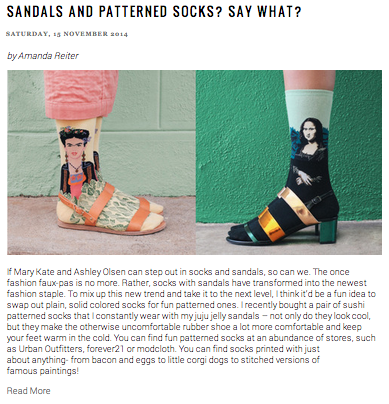 SANDALS AND PATTERNED SOCKS? SAY WHAT?
SATURDAY, 15 NOVEMBER 2014
by Amanda Reiter
If Mary Kate and Ashley Olsen can step out in socks and sandals, so can we. The once
fashion faux-pas is no more. Rather, socks with sandals have transformed into the newest
fashion staple. To mix up this new trend and take it to the next level, I think it'd be a fun idea to
swap out plain, solid colored socks for fun patterned ones. I recently bought a pair of sushi
patterned socks that I constantly wear with my juju jelly sandals – not only do they look cool,
but they make the otherwise uncomfortable rubber shoe a lot more comfortable and keep
your feet warm in the cold. You can find fun patterned socks at an abundance of stores, such
as Urban Outfitters, forever21 or modcloth. You can find socks printed with just
about anything- from bacon and eggs to little corgi dogs to stitched versions of
famous paintings!
Read More